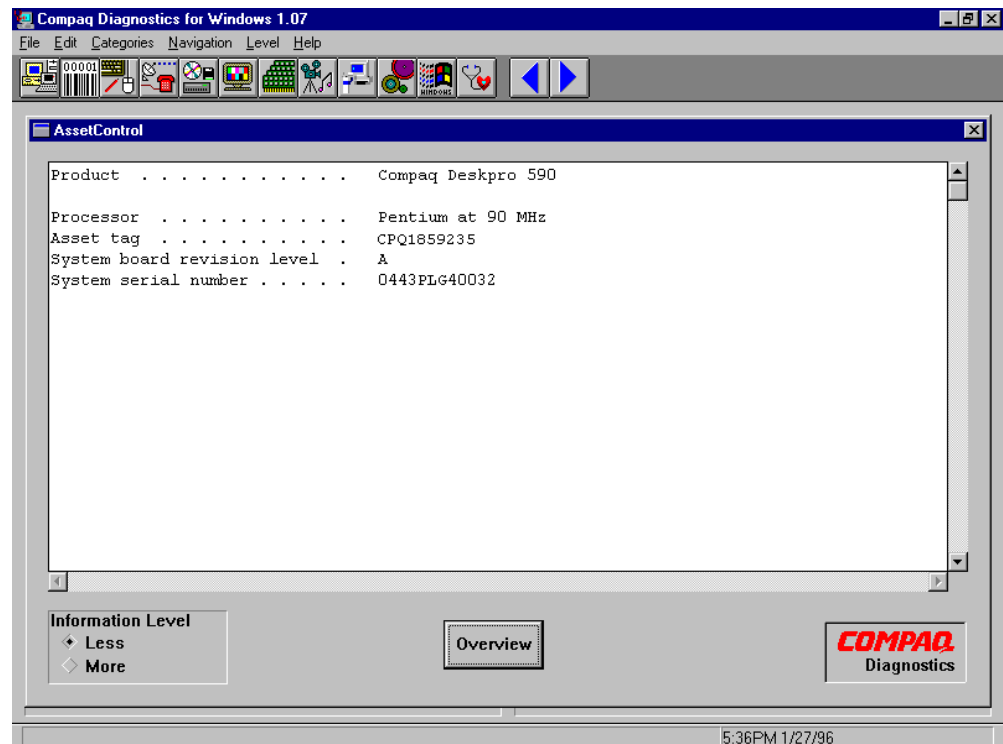 Compaq Diagnostics for Windows 1.07
File Edit Categories Navigation Level Help
00001
WINDOWS
AssetControl
Product . . . . . . . . . . . Compaq Deskpro 590
Processor . . . . . . . . . . Pentium at 90 MHz
Asset tag . . . . . . . . . . CPQ1859235
System board revision level . A
System serial number . . . . . 0443PLG40032
Information Level
Less
More
Overview
COMPAQ
Diagnostics
5:36PM 1/27/96